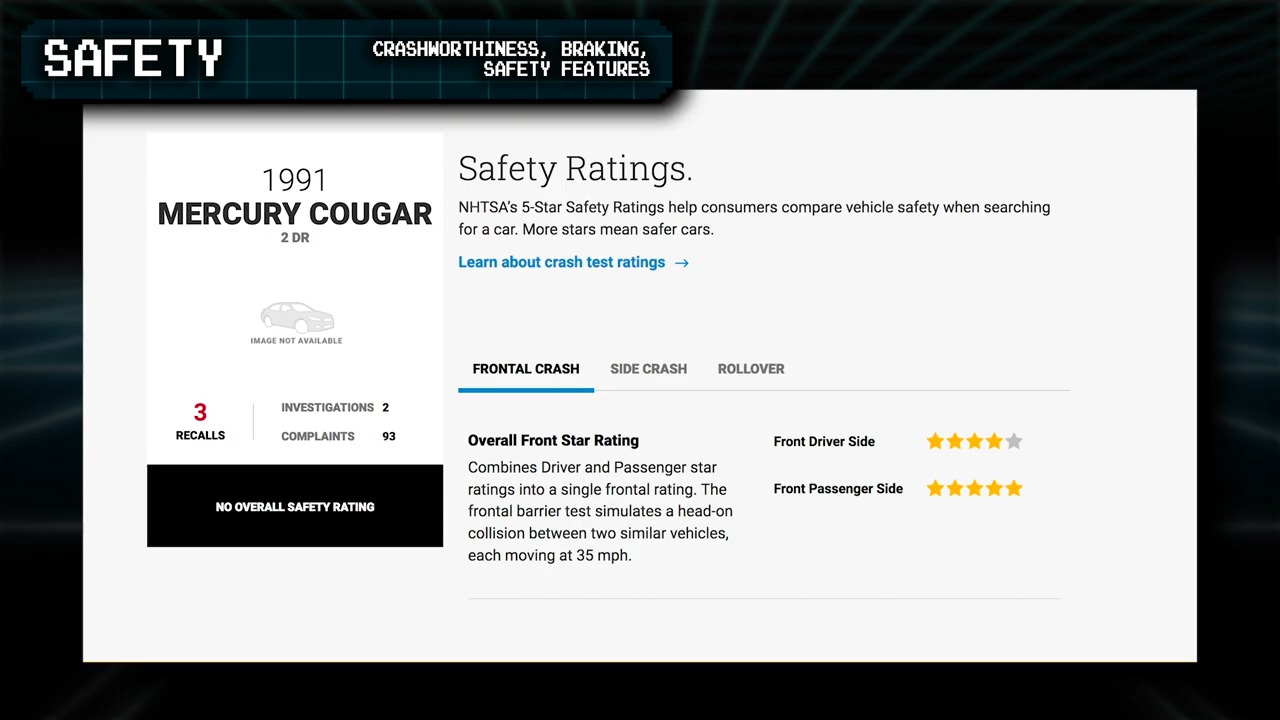 SAFETY
CRASHWORTHINESS, BRAKING,
SAFETY FEATURES
1991
MERCURY COUGAR
2 DR
IMAGE NOT AVAILABLE
3
RECALLS
INVESTIGATIONS 2
COMPLAINTS 93
NO OVERALL SAFETY RATING
Safety Ratings.
NHTSA’s 5-Star Safety Ratings help consumers compare vehicle safety when searching
for a car. More stars mean safer cars.
Learn about crash test ratings →
FRONTAL CRASH SIDE CRASH ROLLOVER
Overall Front Star Rating
Combines Driver and Passenger star
ratings into a single frontal rating. The
frontal barrier test simulates a head-on
collision between two similar vehicles,
each moving at 35 mph.
Front Driver Side
Front Passenger Side